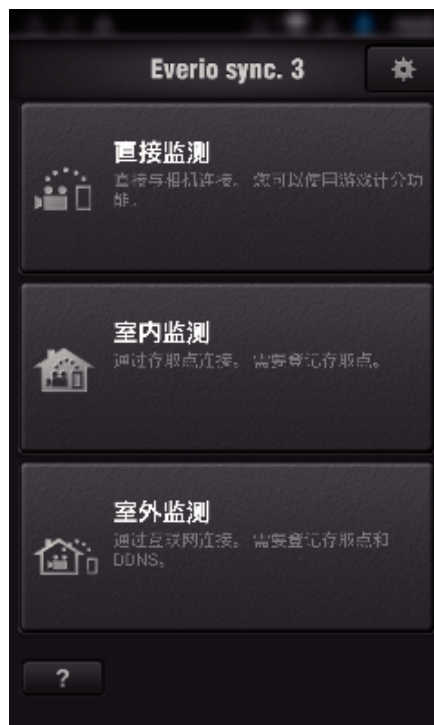 Everio sync. 3
直接监测
直接与相机连接。 您可以使用游戏计分功
能.
室内监测
通过存取点连接。 需要登记存取点。
室外监测
通过互联网连接。 需要登记存取点和
DDNS。
?